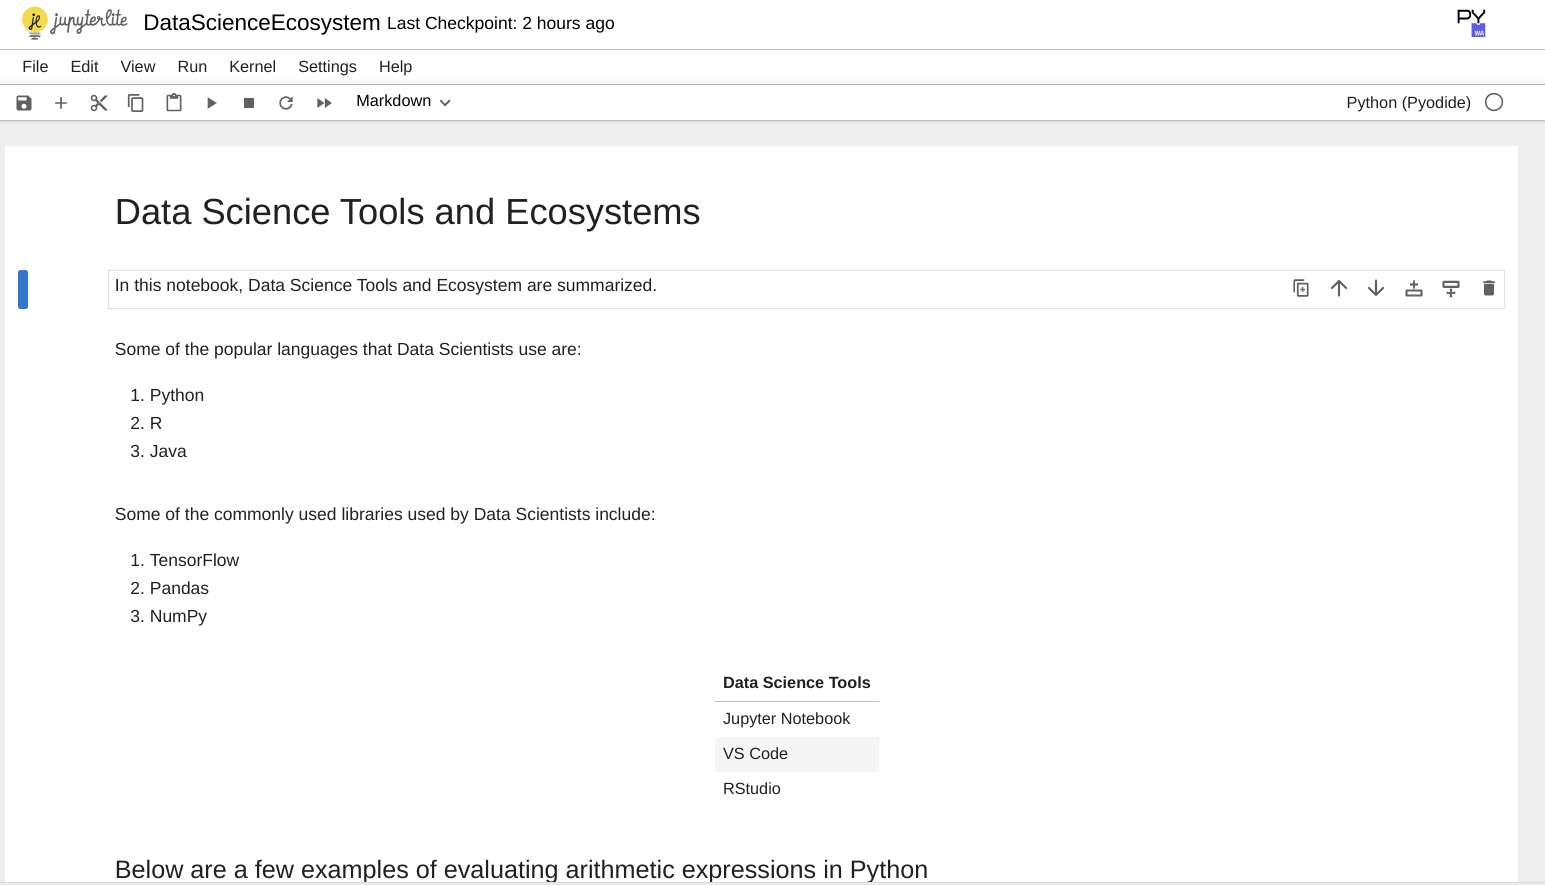 jupyterlite DataScienceEcosystem Last Checkpoint: 2 hours ago PY WA
File Edit View Run Kernel Settings Help
Markdown Python (Pyodide)
Data Science Tools and Ecosystems
In this notebook, Data Science Tools and Ecosystem are summarized.
Some of the popular languages that Data Scientists use are:
1. Python
2. R
3. Java
Some of the commonly used libraries used by Data Scientists include:
1. TensorFlow
2. Pandas
3. NumPy
Data Science Tools
Jupyter Notebook
VS Code
RStudio
Below are a few examples of evaluating arithmetic expressions in Python